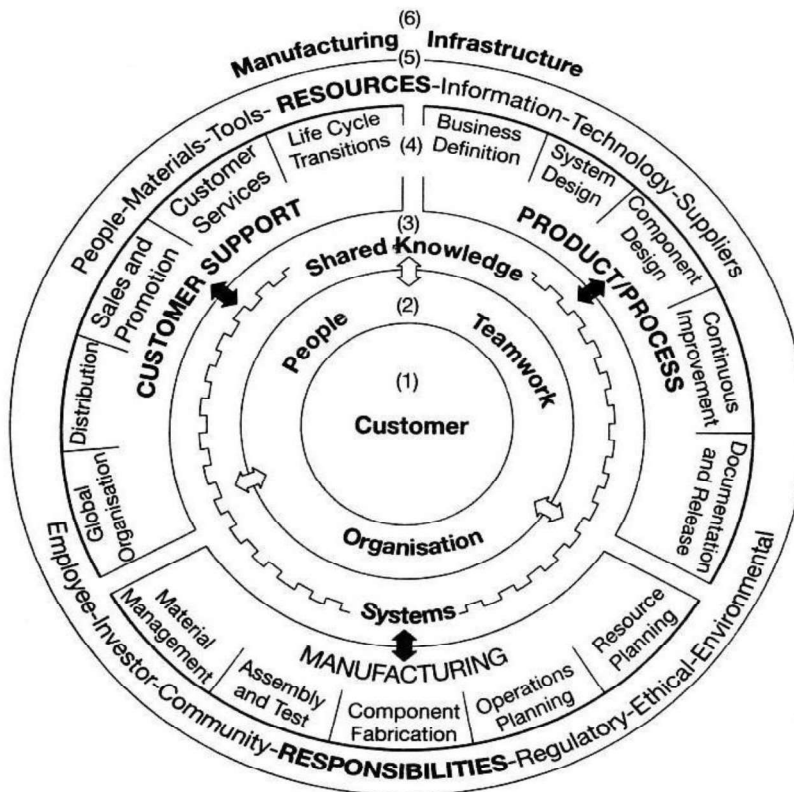 (6)
Manufacturing Infrastructure
(5)
People-Materials-Tools- RESOURCES-Information-Technology-Suppliers
Life Cycle
Transitions
(4)
Business
Definition
Customer
Services
System
Design
Sales and
Promotion
Component
Design
Distribution
Continuous
Improvement
Global
Organisation
Documentation
and Release
CUSTOMER SUPPORT
PRODUCT/PROCESS
(3)
Shared Knowledge
(2)
People
Teamwork
(1)
Customer
Organisation
Systems
MANUFACTURING
Material
Management
Assembly
and Test
Component
Fabrication
Operations
Planning
Resource
Planning
Employee-Investor-Community-RESPONSIBILITIES-Regulatory-Ethical-Environmental